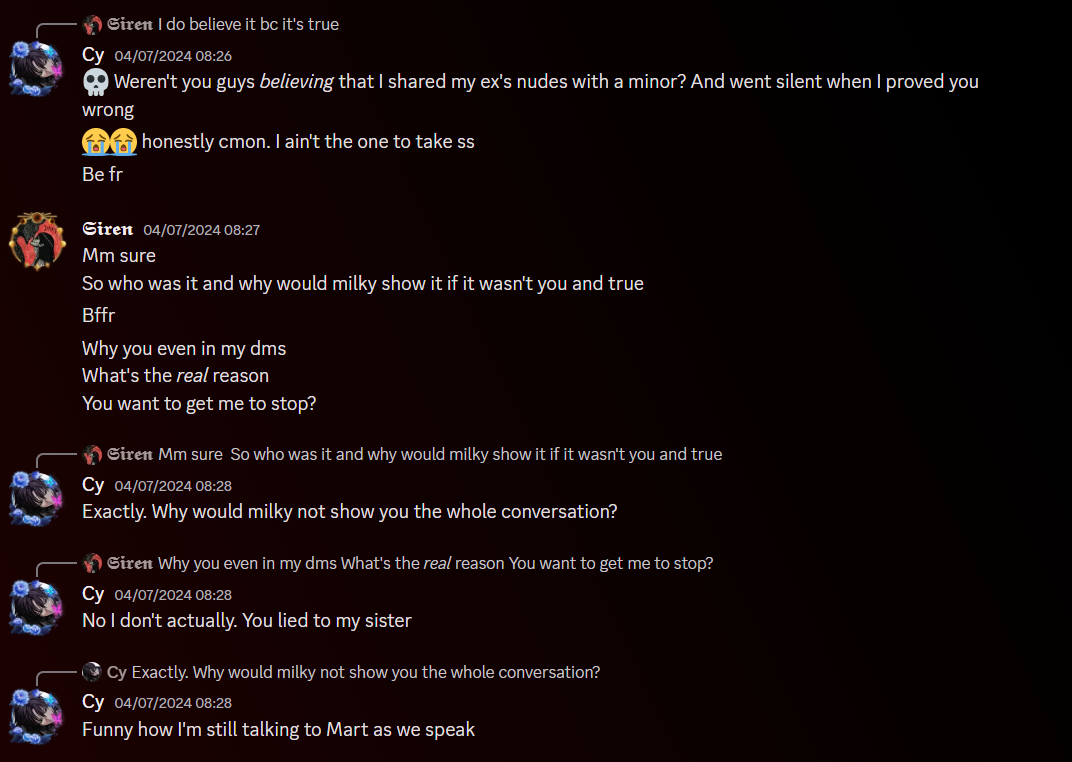 Siren I do believe it bc it's true
Cy 04/07/2024 08:26
💀 Weren't you guys believing that I shared my ex's nudes with a minor? And went silent when I proved you
wrong
😭😭 honestly cmon. I ain't the one to take ss
Be fr
Siren 04/07/2024 08:27
Mm sure
So who was it and why would milky show it if it wasn't you and true
Bffr
Why you even in my dms
What's the real reason
You want to get me to stop?
Siren Mm sure  So who was it and why would milky show it if it wasn't you and true
Cy 04/07/2024 08:28
Exactly. Why would milky not show you the whole conversation?
Siren Why you even in my dms What's the real reason You want to get me to stop?
Cy 04/07/2024 08:28
No I don't actually. You lied to my sister
Cy Exactly. Why would milky not show you the whole conversation?
Cy 04/07/2024 08:28
Funny how I'm still talking to Mart as we speak